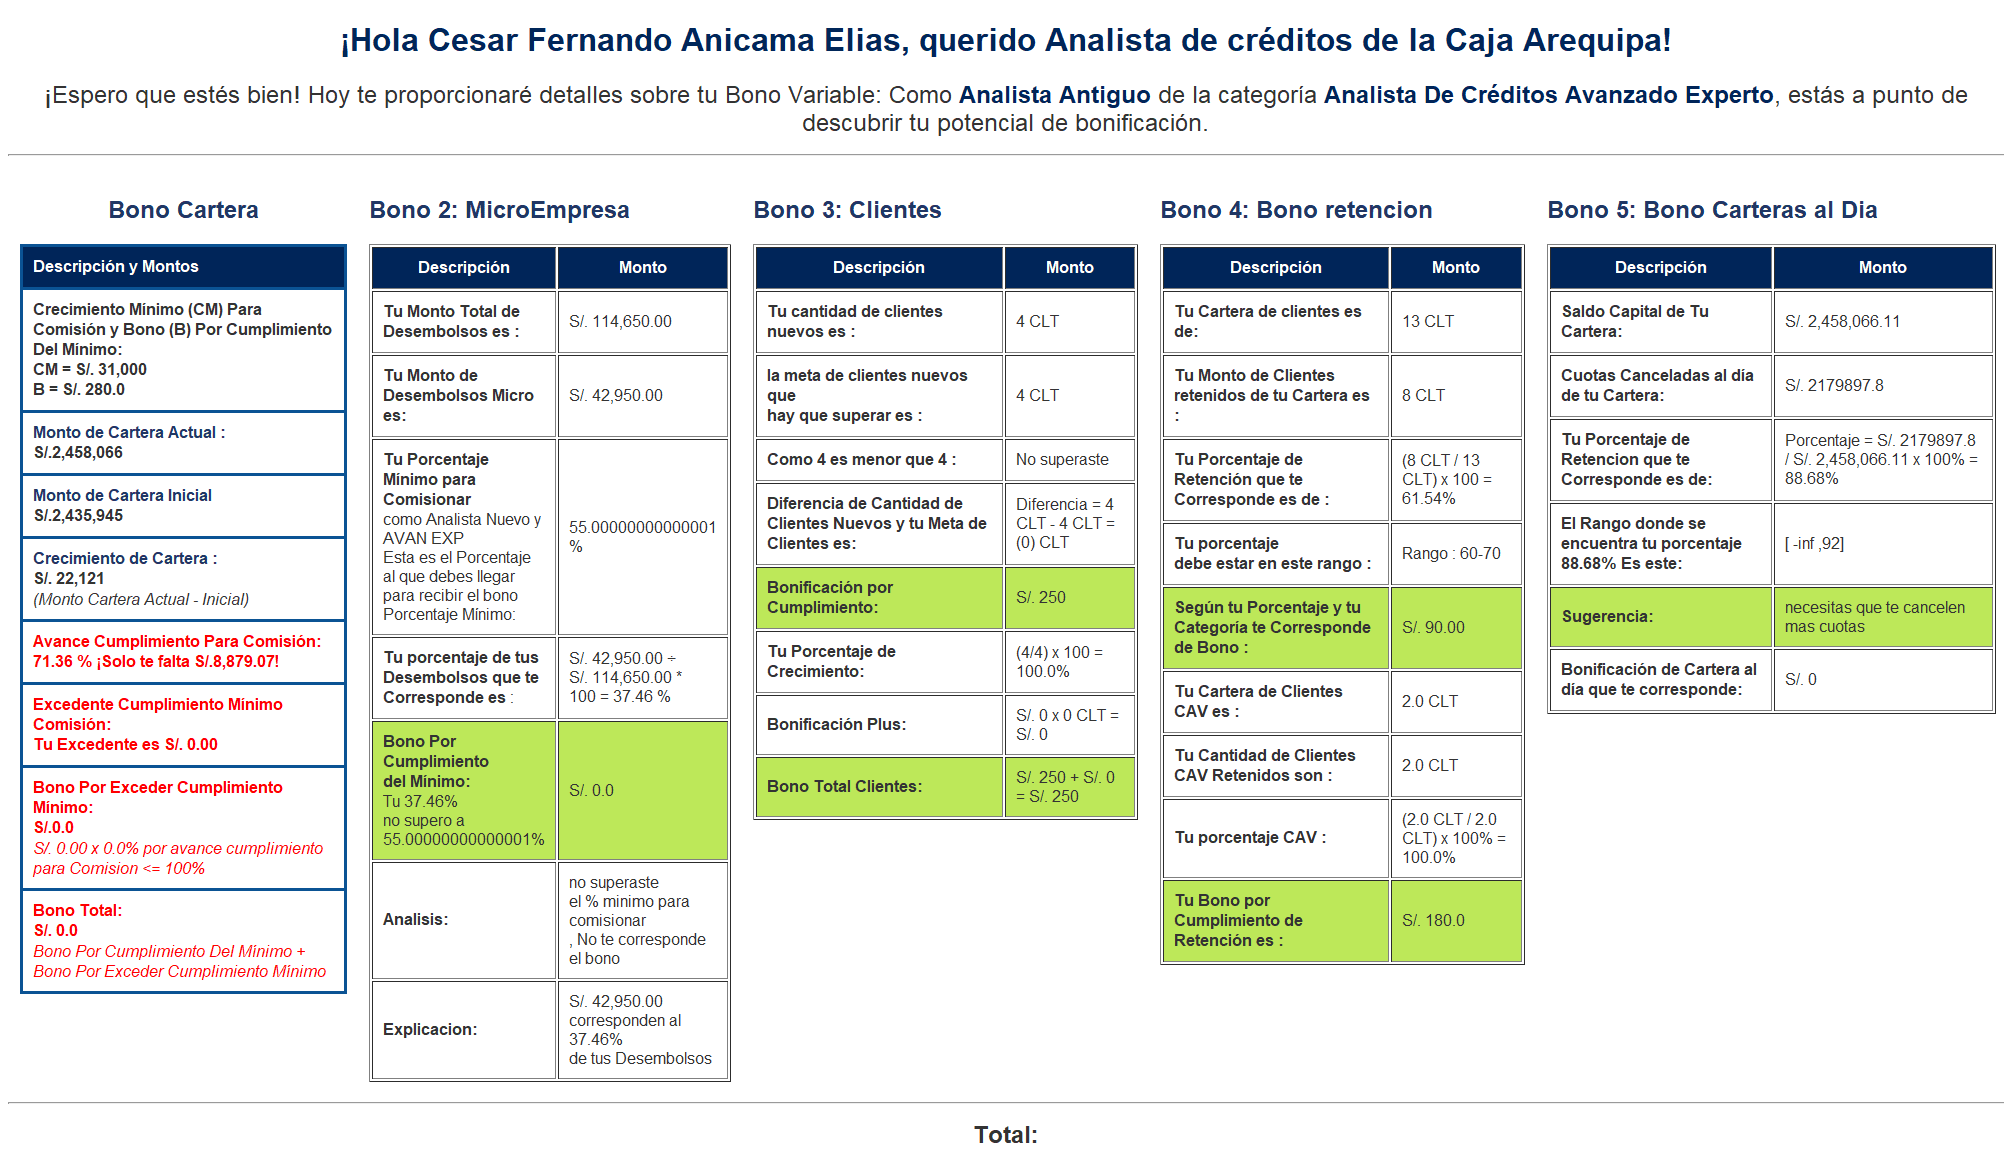 ¡Hola Cesar Fernando Anicama Elias, querido Analista de créditos de la Caja Arequipa!
¡Espero que estés bien! Hoy te proporcionaré detalles sobre tu Bono Variable: Como Analista Antiguo de la categoría Analista De Créditos Avanzado Experto, estás a punto de
descubrir tu potencial de bonificación.
Bono Cartera
Descripción y Montos
Crecimiento Mínimo (CM) Para
Comisión y Bono (B) Por Cumplimiento
Del Mínimo:
CM = S/. 31,000
B = S/. 280.0
Monto de Cartera Actual :
S/.2,458,066
Monto de Cartera Inicial
S/.2,435,945
Crecimiento de Cartera :
S/. 22,121
(Monto Cartera Actual - Inicial)
Avance Cumplimiento Para Comisión:
71.36 % ¡Solo te falta S/.8,879.07!
Excedente Cumplimiento Mínimo
Comisión:
Tu Excedente es S/. 0.00
Bono Por Exceder Cumplimiento
Mínimo:
S/.0.0
S/. 0.00 x 0.0% por avance cumplimiento
para Comision <= 100%
Bono Total:
S/. 0.0
Bono Por Cumplimiento Del Mínimo +
Bono Por Exceder Cumplimiento Mínimo
Bono 2: MicroEmpresa
Descripción Monto
Tu Monto Total de
Desembolsos es :
S/. 114,650.00
Tu Monto de
Desembolsos Micro
es:
S/. 42,950.00
Tu Porcentaje
Mínimo para
Comisionar
como Analista Nuevo y
AVAN EXP
Esta es el Porcentaje
al que debes llegar
para recibir el bono
Porcentaje Mínimo:
55.00000000000001
%
Tu porcentaje de tus
Desembolsos que te
Corresponde es :
S/. 42,950.00 ÷
S/. 114,650.00 *
100 = 37.46 %
Bono Por
Cumplimiento
del Mínimo:
Tu 37.46%
no supero a
55.00000000000001%
S/. 0.0
Analisis:
no superaste
el % minimo para
comisionar
, No te corresponde
el bono
Explicacion:
S/. 42,950.00
corresponden al
37.46%
de tus Desembolsos
Bono 3: Clientes
Descripción Monto
Tu cantidad de clientes
nuevos es :
4 CLT
la meta de clientes nuevos
que
hay que superar es :
4 CLT
Como 4 es menor que 4 :
No superaste
Diferencia de Cantidad de
Clientes Nuevos y tu Meta de
Clientes es:
Diferencia = 4
CLT - 4 CLT =
(0) CLT
Bonificación por
Cumplimiento:
S/. 250
Tu Porcentaje de
Crecimiento:
(4/4) x 100 =
100.0%
Bonificación Plus:
S/. 0 x 0 CLT =
S/. 0
Bono Total Clientes:
S/. 250 + S/. 0
= S/. 250
Bono 4: Bono retencion
Descripción Monto
Tu Cartera de clientes es
de:
13 CLT
Tu Monto de Clientes
retenidos de tu Cartera es
:
8 CLT
Tu Porcentaje de
Retención que te
Corresponde es de :
(8 CLT / 13
CLT) x 100 =
61.54%
Tu porcentaje
debe estar en este rango :
Rango : 60-70
Según tu Porcentaje y tu
Categoría te Corresponde
de Bono :
S/. 90.00
Tu Cartera de Clientes
CAV es :
2.0 CLT
Tu Cantidad de Clientes
CAV Retenidos son :
2.0 CLT
Tu porcentaje CAV :
(2.0 CLT / 2.0
CLT) x 100% =
100.0%
Tu Bono por
Cumplimiento de
Retención es :
S/. 180.0
Bono 5: Bono Carteras al Dia
Descripción Monto
Saldo Capital de Tu
Cartera:
S/. 2,458,066.11
Cuotas Canceladas al día
de tu Cartera:
S/. 2179897.8
Tu Porcentaje de
Retencion que te
Corresponde es de:
Porcentaje = S/. 2179897.8
/ S/. 2,458,066.11 x 100% =
88.68%
El Rango donde se
encuentra tu porcentaje
88.68% Es este:
[ -inf ,92]
Sugerencia:
necesitas que te cancelen
mas cuotas
Bonificación de Cartera al
día que te corresponde:
S/. 0
Total: